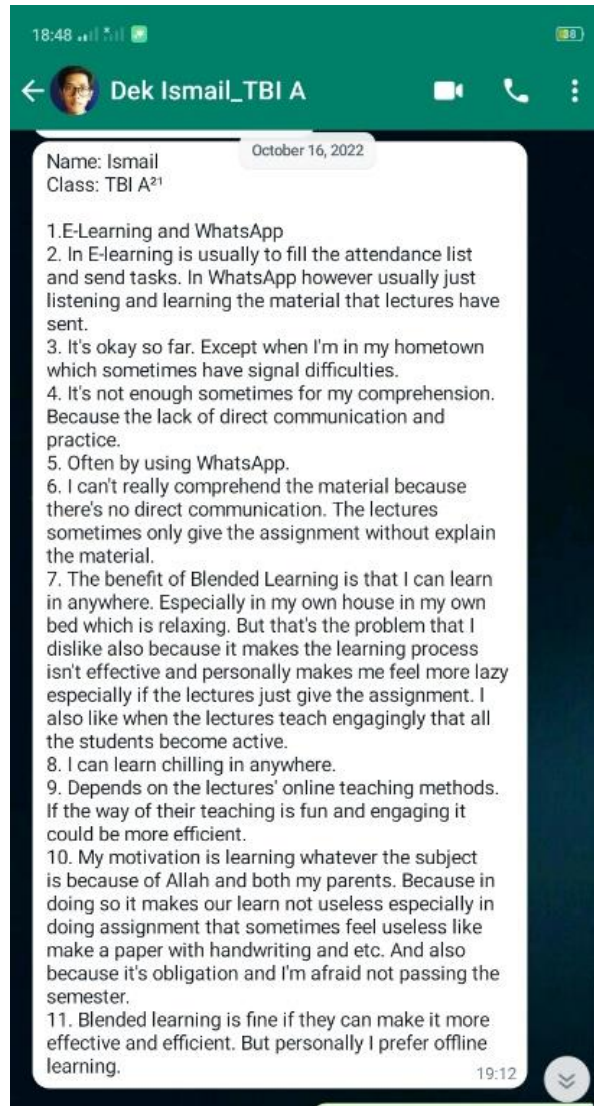 18:48
88
Dek Ismail_TBI A
October 16, 2022
Name: Ismail
Class: TBI A²¹
1.E-Learning and WhatsApp
2. In E-learning is usually to fill the attendance list
and send tasks. In WhatsApp however usually just
listening and learning the material that lectures have
sent.
3. It's okay so far. Except when I'm in my hometown
which sometimes have signal difficulties.
4. It's not enough sometimes for my comprehension.
Because the lack of direct communication and
practice.
5. Often by using WhatsApp.
6. I can't really comprehend the material because
there's no direct communication. The lectures
sometimes only give the assignment without explain
the material.
7. The benefit of Blended Learning is that I can learn
in anywhere. Especially in my own house in my own
bed which is relaxing. But that's the problem that I
dislike also because it makes the learning process
isn't effective and personally makes me feel more lazy
especially if the lectures just give the assignment. I
also like when the lectures teach engagingly that all
the students become active.
8. I can learn chilling in anywhere.
9. Depends on the lectures' online teaching methods.
If the way of their teaching is fun and engaging it
could be more efficient.
10. My motivation is learning whatever the subject
is because of Allah and both my parents. Because in
doing so it makes our learn not useless especially in
doing assignment that sometimes feel useless like
make a paper with handwriting and etc. And also
because it's obligation and I'm afraid not passing the
semester.
11. Blended learning is fine if they can make it more
effective and efficient. But personally I prefer offline
learning.
19:12